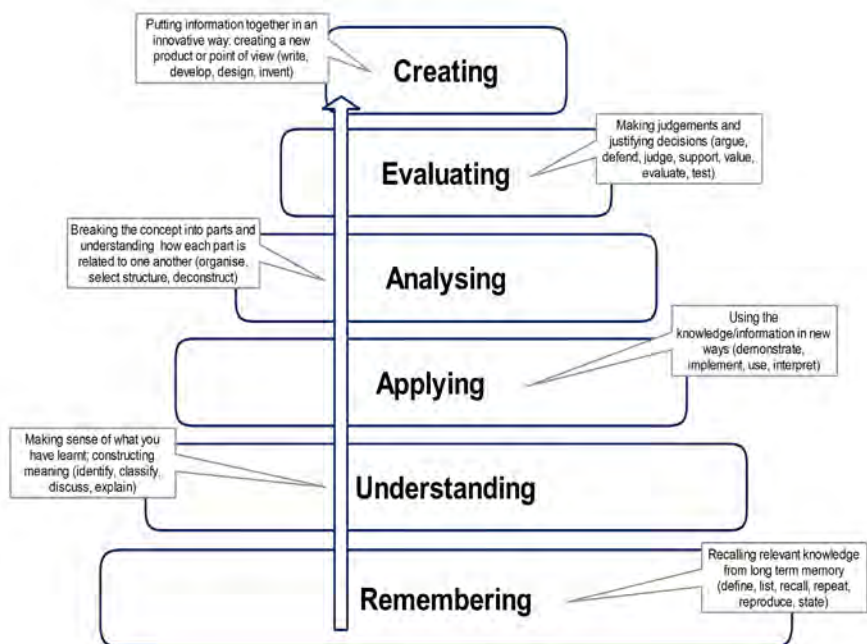 Putting information together in an
innovative way: creating a new
product or point of view (write,
develop, design, invent)
Creating
Making judgements and
justifying decisions (argue,
defend, judge, support, value,
evaluate, test)
Evaluating
Breaking the concept into parts and
understanding how each part is
related to one another (organise,
select structure, deconstruct)
Analysing
Using the
knowledge/information in new
ways (demonstrate,
implement, use, interpret)
Applying
Making sense of what you
have learnt; constructing
meaning (identify, classify,
discuss, explain)
Understanding
Recalling relevant knowledge
from long term memory
(define, list, recall, repeat,
reproduce, state)
Remembering